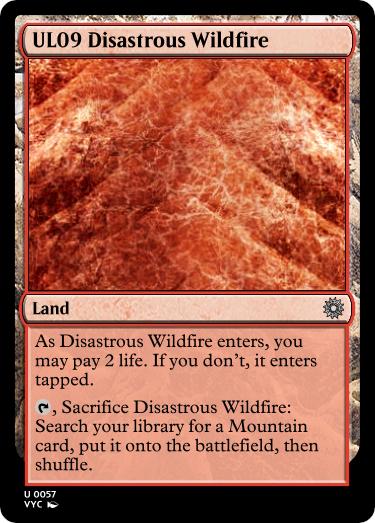 UL09 Disastrous Wildfire
Land
As Disastrous Wildfire enters, you
may pay 2 life. If you don't, it enters
tapped.
, Sacrifice Disastrous Wildfire:
Search your library for a Mountain
card, put it onto the battlefield, then
shuffle.
U 0057
VYC